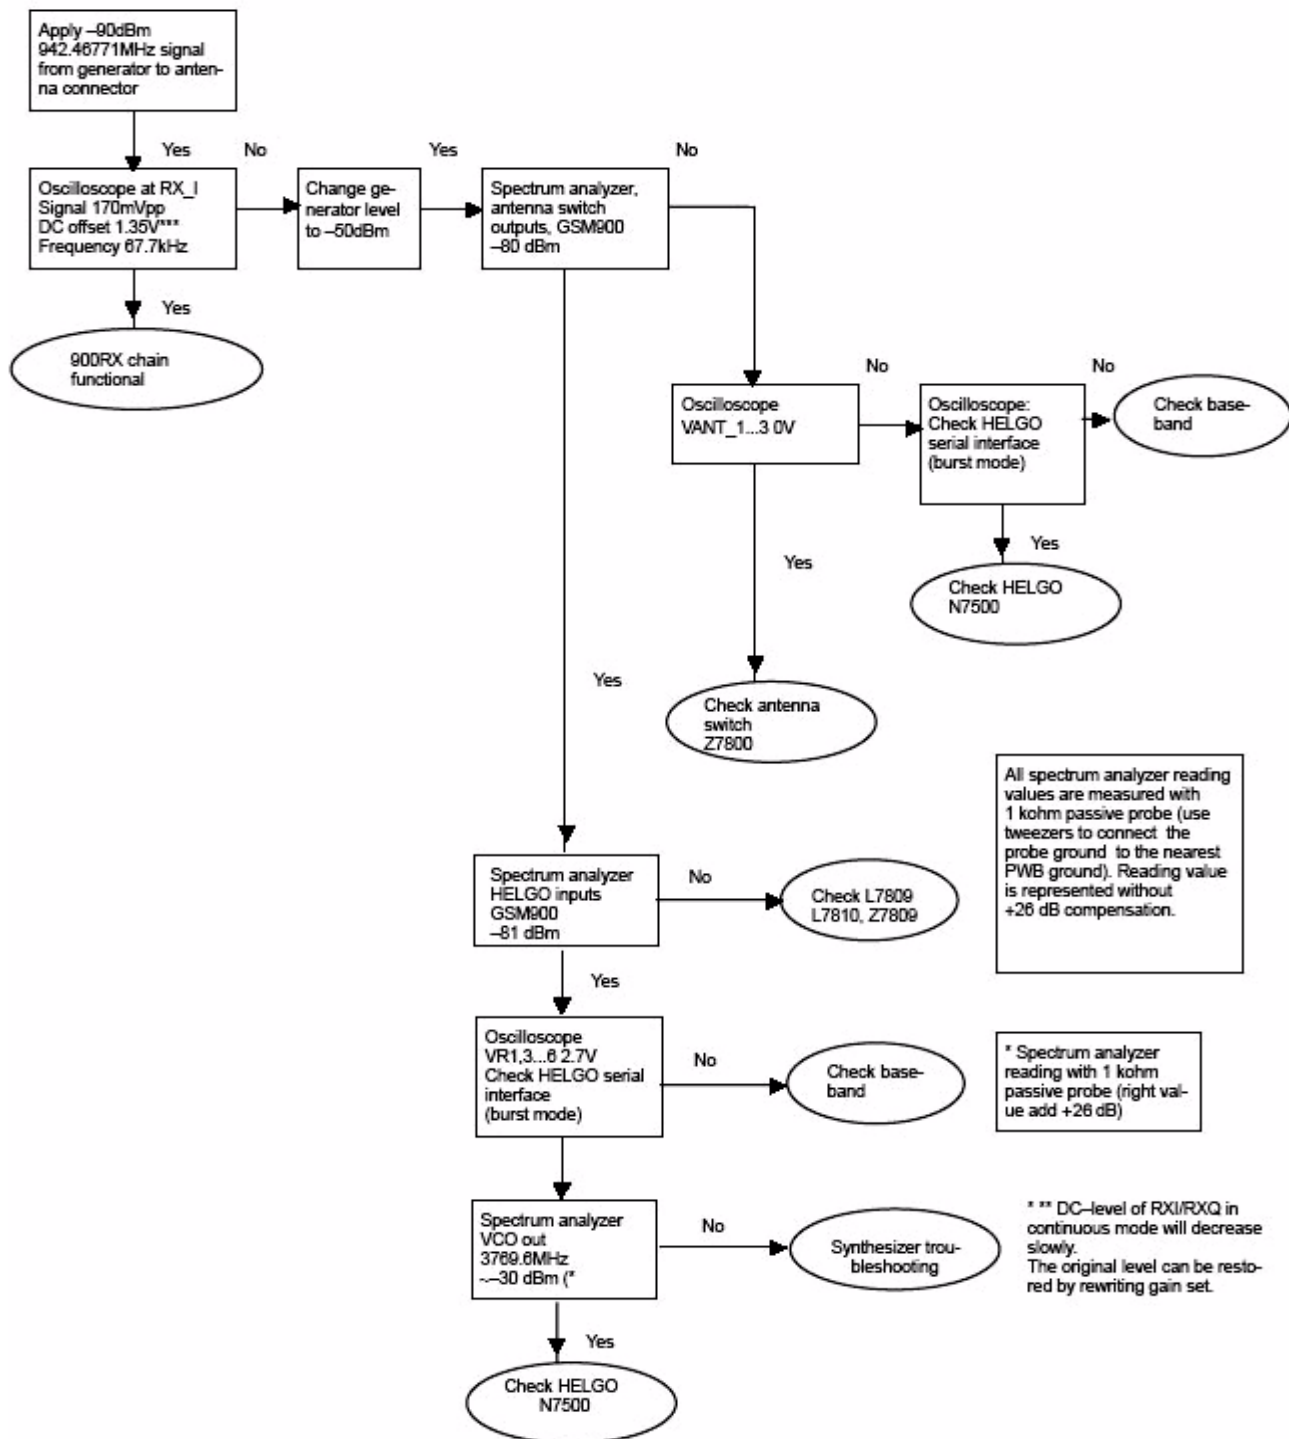 Apply –90dBm
942.46771MHz signal
from generator to anten-
na connector
Yes
No
Yes
No
Oscilloscope at RX_I
Signal 170mVpp
DC offset 1.35V***
Frequency 67.7kHz
Change ge-
nerator level
to –50dBm
Spectrum analyzer,
antenna switch
outputs, GSM900
–80 dBm
Yes
900RX chain
functional
No
No
Oscilloscope
VANT_1...3 0V
Oscilloscope:
Check HELGO
serial interface
(burst mode)
Check base-
band
Yes
Yes
Check HELGO
N7500
Yes
Check antenna
switch
Z7800
All spectrum analyzer reading
values are measured with
1 kohm passive probe (use
tweezers to connect the
probe ground to the nearest
PWB ground). Reading value
is represented without
+26 dB compensation.
Spectrum analyzer
HELGO inputs
GSM900
–81 dBm
No
Check L7809
L7810, Z7809
Yes
Oscilloscope
VR1,3...6 2.7V
Check HELGO serial
interface
(burst mode)
No
Check base-
band
* Spectrum analyzer
reading with 1 kohm
passive probe (right val-
ue add +26 dB)
Spectrum analyzer
VCO out
3769.6MHz
~–30 dBm (*
No
Synthesizer trou-
bleshooting
* ** DC–level of RXI/RXQ in
continuous mode will decrease
slowly.
The original level can be resto-
red by rewriting gain set.
Yes
Check HELGO
N7500